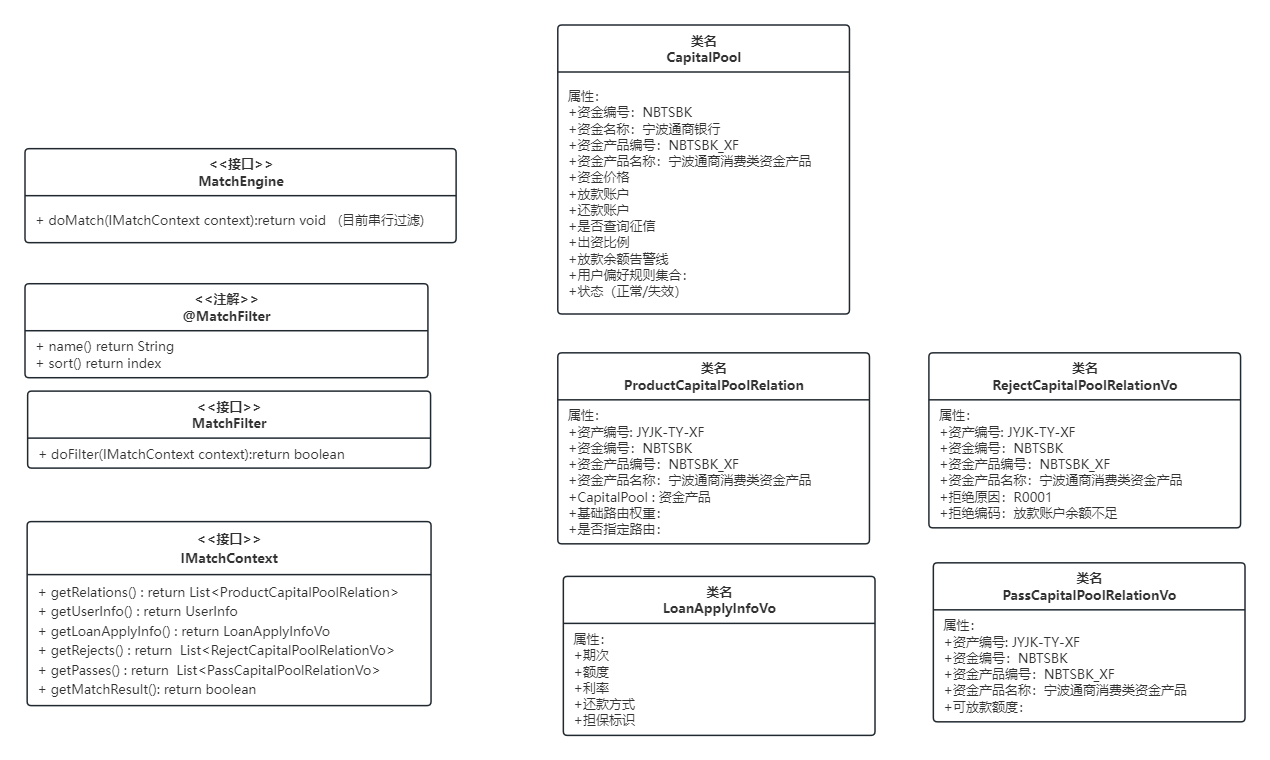 <<接口>>
MatchEngine
+ doMatch(IMatchContext context):return void （目前串行过滤)
<<注解>>
@MatchFilter
+ name() return String
+ sort() return index
<<接口>>
MatchFilter
+ doFilter(IMatchContext context):return boolean
<<接口>>
IMatchContext
+ getRelations() : return List<ProductCapitalPoolRelation>
+ getUserInfo() : return UserInfo
+ getLoanApplyInfo() : return LoanApplyInfoVo
+ getRejects() : return List<RejectCapitalPoolRelationVo>
+ getPasses() : return List<PassCapitalPoolRelationVo>
+ getMatchResult(): return boolean
类名
CapitalPool
属性：
+资金编号：NBTSBK
+资金名称：宁波通商银行
+资金产品编号：NBTSBK_XF
+资金产品名称：宁波通商消费类资金产品
+资金价格
+放款账户
+还款账户
+是否查询征信
+出资比例
+放款余额告警线
+用户偏好规则集合：
+状态（正常/失效）
类名
ProductCapitalPoolRelation
属性：
+资产编号: JYJK-TY-XF
+资金编号：NBTSBK
+资金产品编号：NBTSBK_XF
+资金产品名称：宁波通商消费类资金产品
+CapitalPool : 资金产品
+基础路由权重：
+是否指定路由：
类名
LoanApplyInfoVo
属性：
+期次
+额度
+利率
+还款方式
+担保标识
类名
RejectCapitalPoolRelationVo
属性：
+资产编号: JYJK-TY-XF
+资金编号：NBTSBK
+资金产品编号：NBTSBK_XF
+资金产品名称：宁波通商消费类资金产品
+拒绝原因：R0001
+拒绝编码：放款账户余额不足
类名
PassCapitalPoolRelationVo
属性：
+资产编号: JYJK-TY-XF
+资金编号：NBTSBK
+资金产品编号：NBTSBK_XF
+资金产品名称：宁波通商消费类资金产品
+可放款额度：